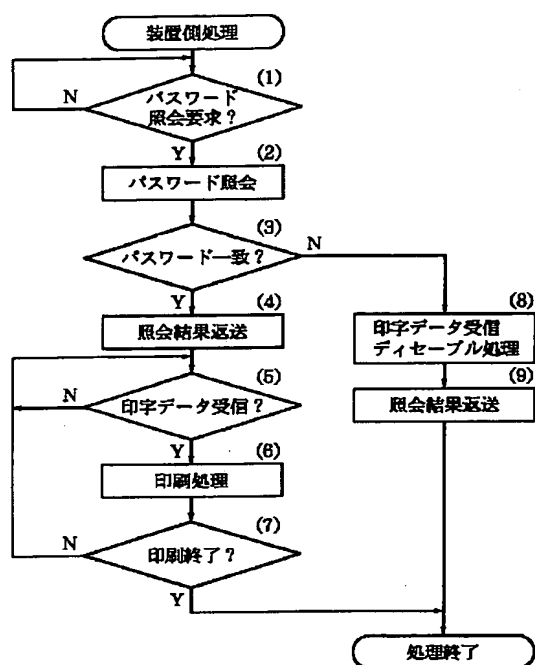 装置側処理
(1)
N
パスワード
照会要求？
Y
(2)
パスワード照会
(3)
パスワード一致？
N
Y
(4)
照会結果返送
(5)
印字データ受信？
N
Y
(6)
印刷処理
(7)
印刷終了？
N
Y
(8)
印字データ受信
ディセーブル処理
(9)
照会結果返送
処理終了